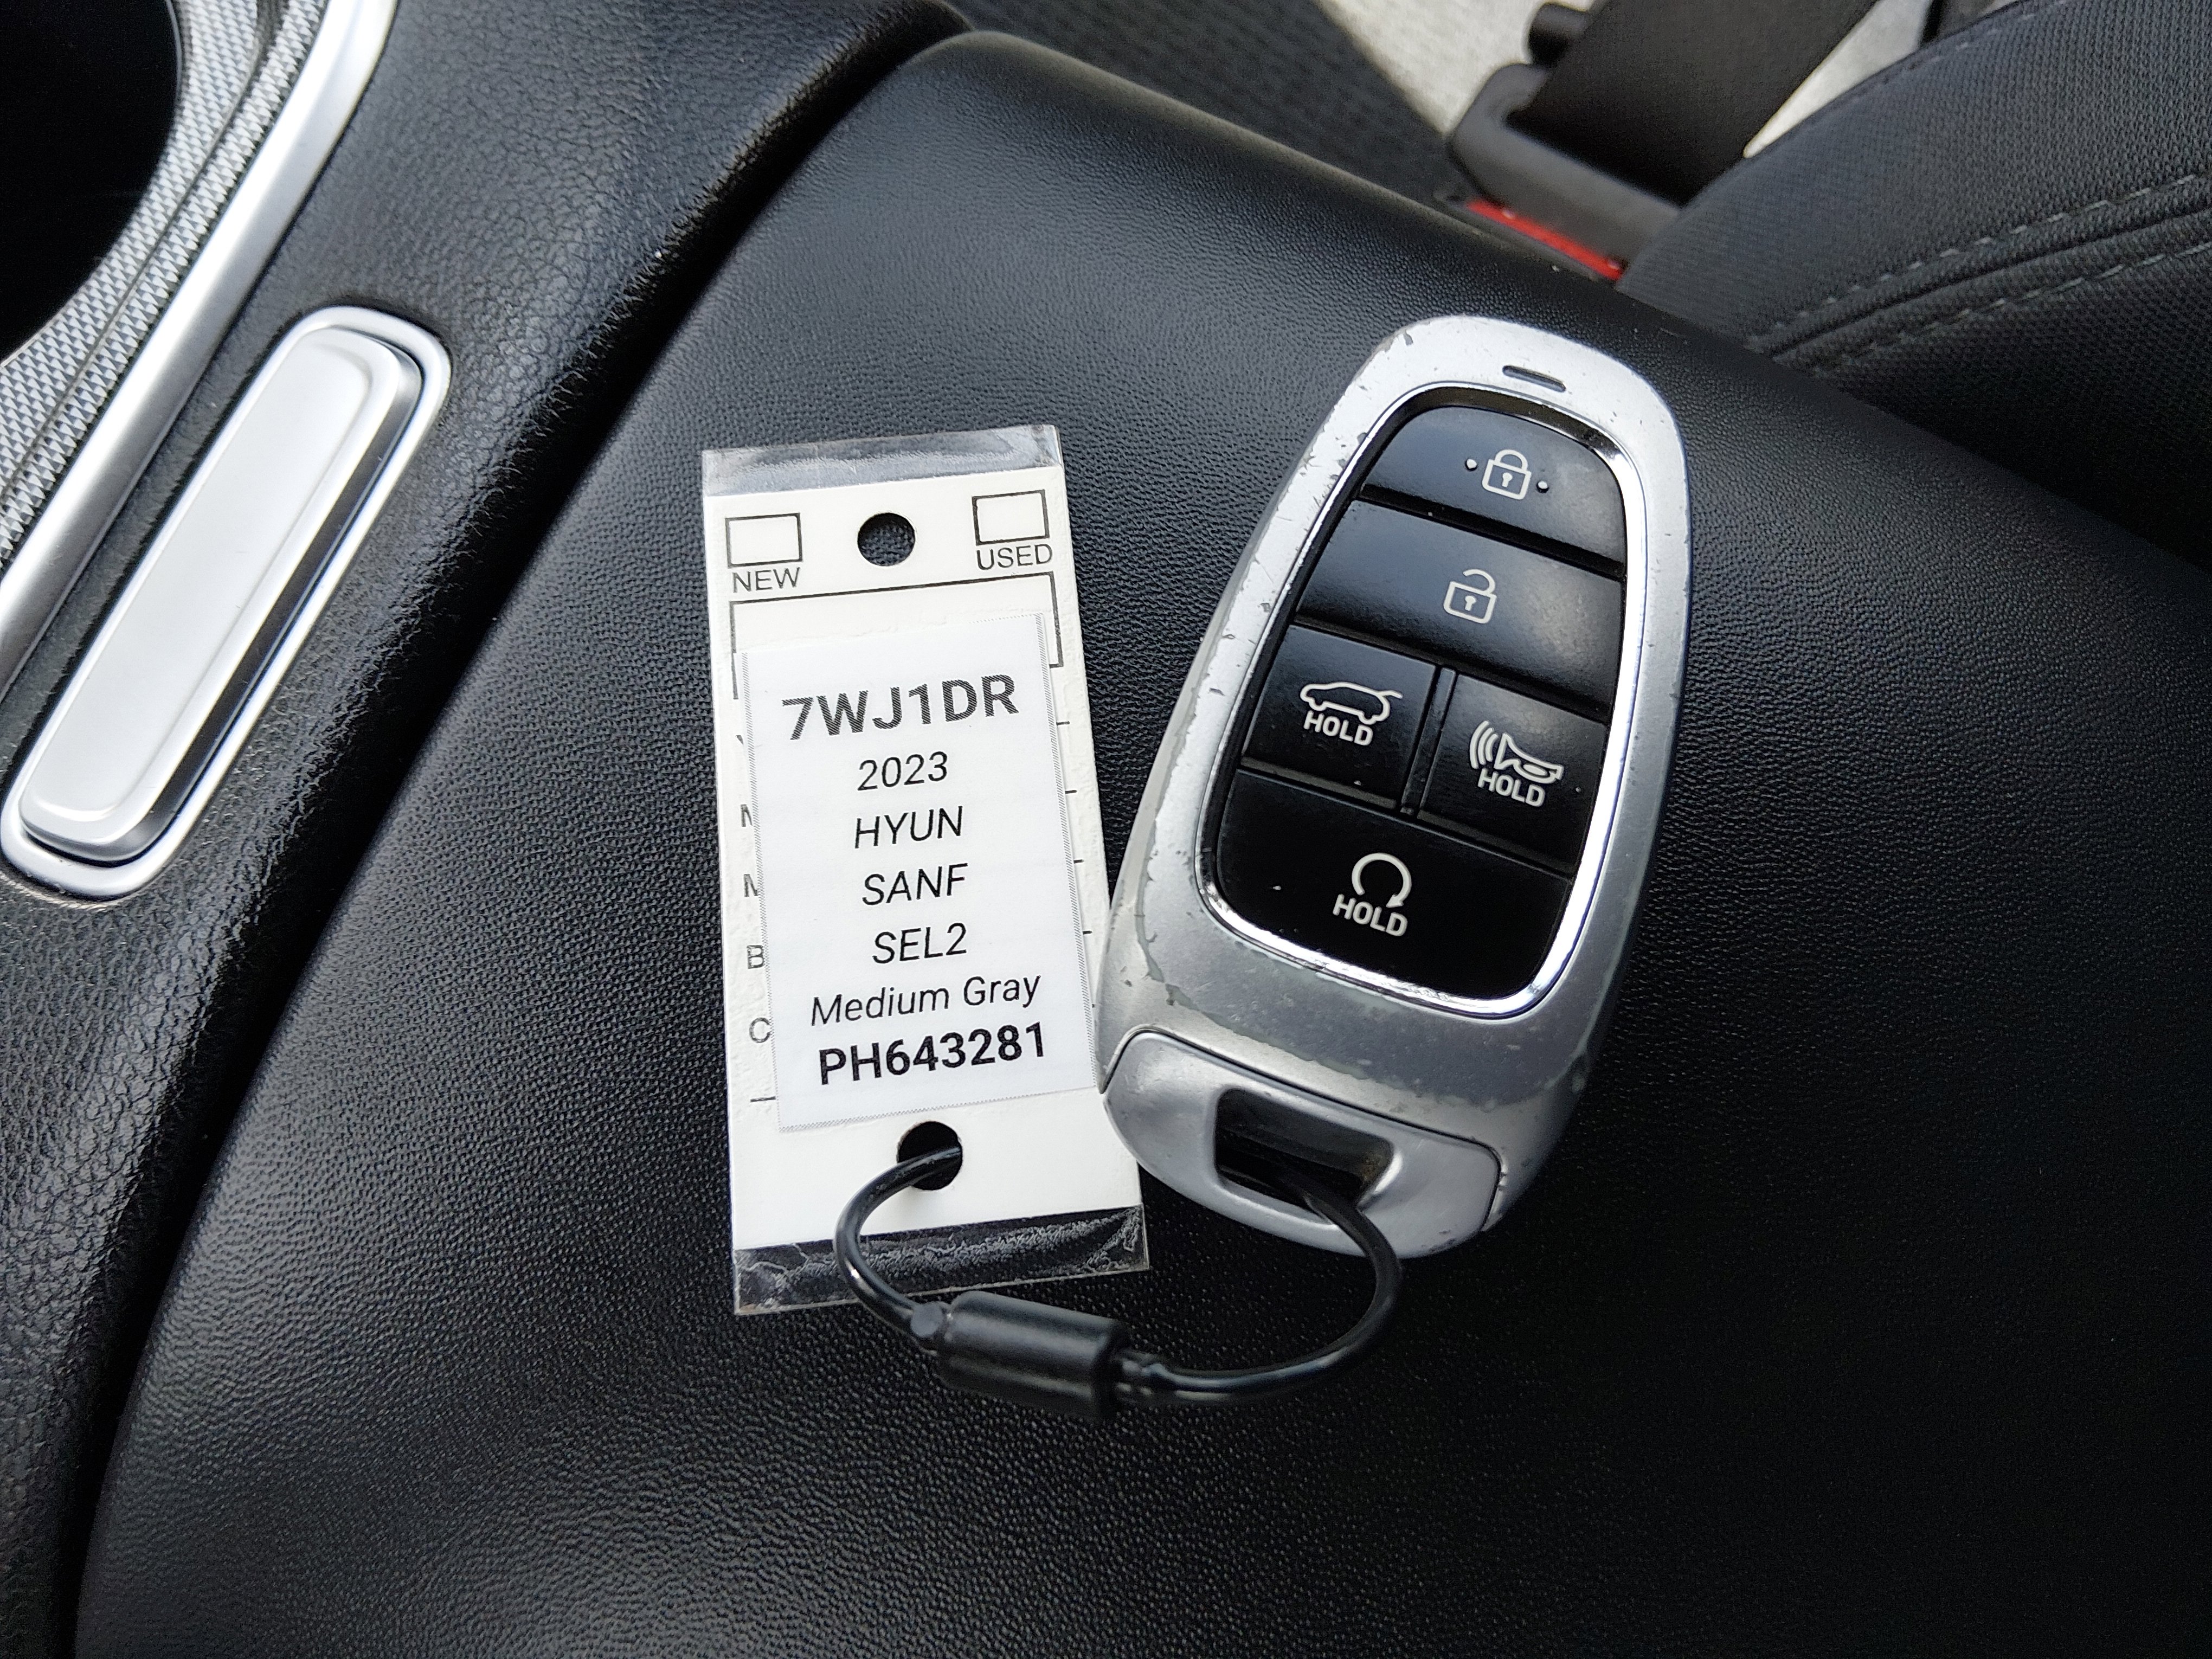 NEW
USED
7WJ1DR
2023
HYUN
SANF
SEL2
Medium Gray
PH643281
B
C
HOLD
HOLD
HOLD